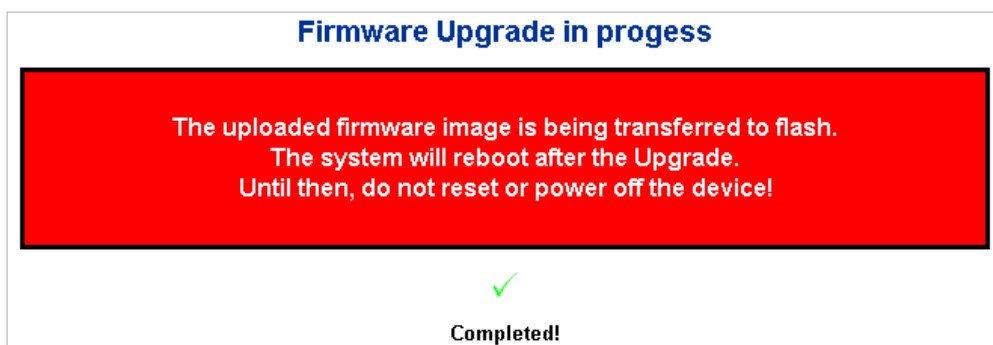 Firmware Upgrade in progess
The uploaded firmware image is being transferred to flash.
The system will reboot after the Upgrade.
Until then, do not reset or power off the device!
Completed!